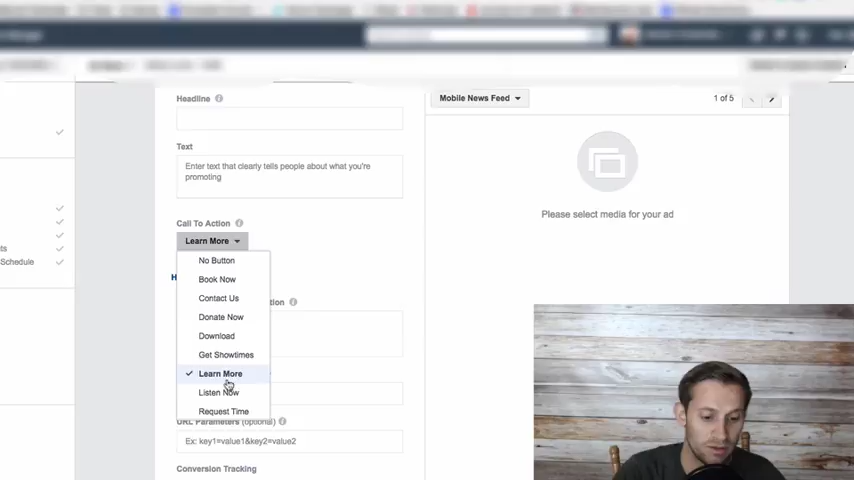 Headline
Mobile News Feed
1 of 5
Text
Enter text that clearly tells people about what you're
promoting
Please select media for your ad
Call To Action
Learn More
No Button
Book Now
Contact Us
Donate Now
Download
Get Showtimes
Learn More
Listen Now
Request Time
ts
Schedule
H
tion
URL Parameters (optional)
Ex: key1=value1&key2=value2
Conversion Tracking